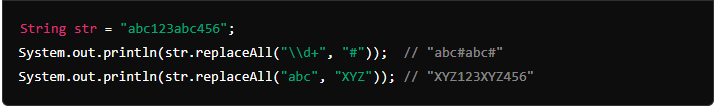 String str = "abc123abc456";
System.out.println(str.replaceAll("\\d+", "#"));  // "abc#abc#"
System.out.println(str.replaceAll("abc", "XYZ")); // "XYZ123XYZ456"